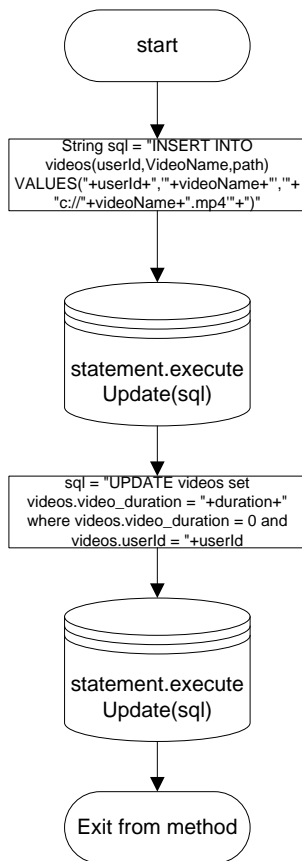 start
String sql = "INSERT INTO
videos(userId,VideoName,path)
VALUES("+userId+",'"+videoName+"','"+
"c://"+videoName+".mp4'"+")"
statement.execute
Update(sql)
sql = "UPDATE videos set
videos.video_duration = "+duration+"
where videos.video_duration = 0 and
videos.userId = "+userId
statement.execute
Update(sql)
Exit from method